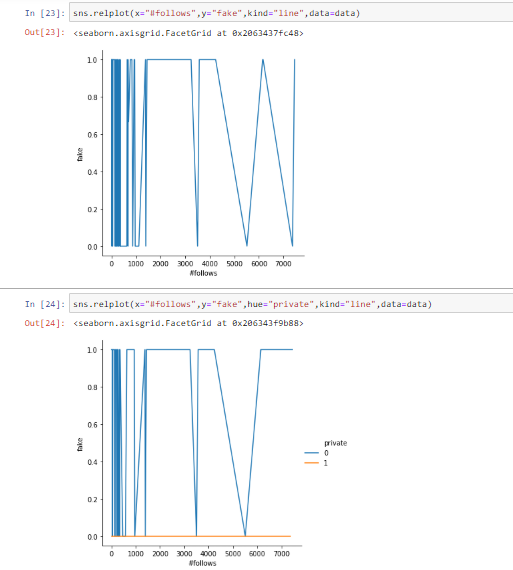 In [23]: sns.relplot(x="#follows",y="fake",kind="line",data=data)
Out[23]: <seaborn.axisgrid.FacetGrid at 0x2063437fc48>
1.0
0.8
0.6
0.4
0.2
0.0
fake
0 1000 2000 3000 4000 5000 6000 7000
#follows
In [24]: sns.relplot(x="#follows",y="fake",hue="private",kind="line",data=data)
Out[24]: <seaborn.axisgrid.FacetGrid at 0x206343f9b88>
1.0
0.8
0.6
0.4
0.2
0.0
fake
private
0
1
0 1000 2000 3000 4000 5000 6000 7000
#follows